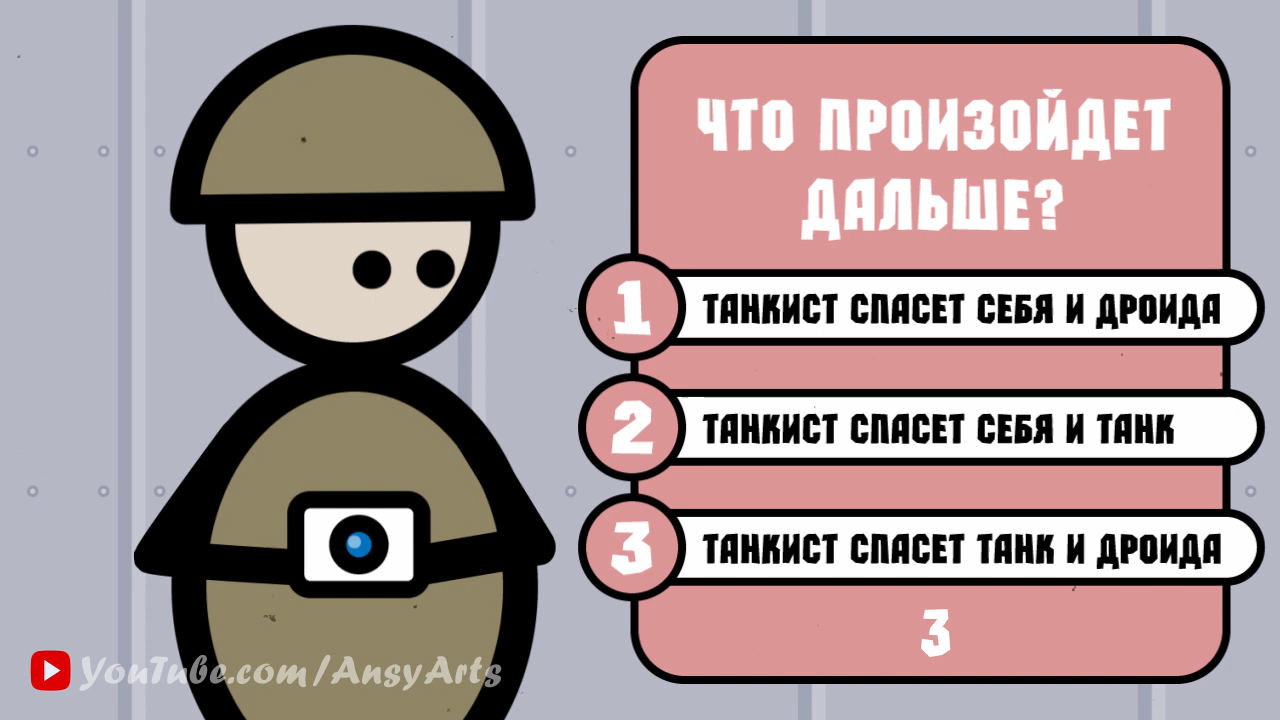 ЧТО ПРОИЗОЙДЕТ
ДАЛЬШЕ?
1 ТАНКИСТ СПАСЕТ СЕБЯ И ДРОИДА
2 ТАНКИСТ СПАСЕТ СЕБЯ И ТАНК
3 ТАНКИСТ СПАСЕТ ТАНК И ДРОИДА
3
YouTube.com/AnsyArts